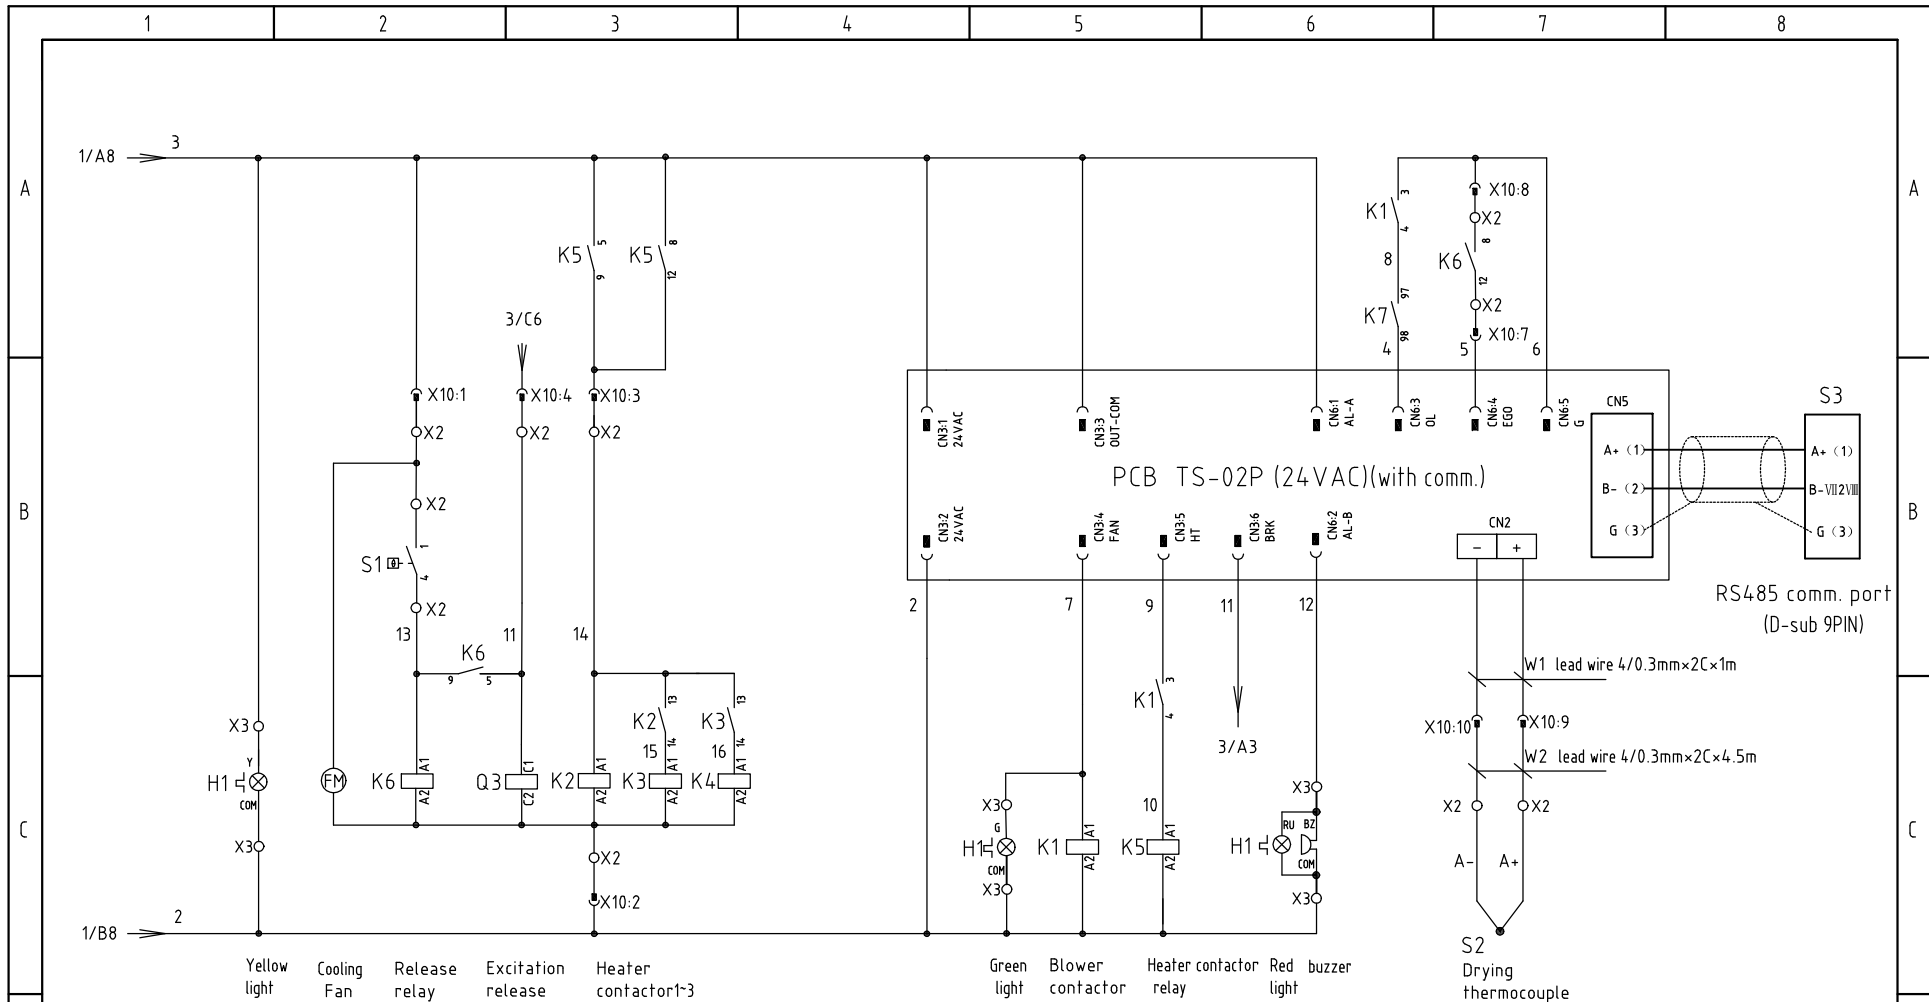 1 2 3 4 5 6 7 8
A A
B B
C C
1/A8 3
K5 5 9
K5 8 12
3/C6
K1 3 4
8
K7 97 98
4
X10:8
X2
K6 8 12
X2
X10:7
5 6
X10:1 X10:4 X10:3
X2 X2 X2
X2
S1 1 4
X2
13 11 14
K6
9 5
CN3:1 24VAC
CN3:3 OUT-COM
CN6:1 AL-A
CN6:3 OL
CN6:4 EGO
CN6:5 G
PCB TS-02P (24VAC)(with comm.)
CN3:2 24VAC
CN3:4 FAN
CN3:5 HT
CN3:6 BRK
CN6:2 AL-B
CN2
- +
CN5
A+ (1)
B- (2)
G (3)
S3
A+ (1)
B-Ⅶ2Ⅷ
G (3)
RS485 comm. port
(D-sub 9PIN)
2 7 9 11 12
W1 lead wire 4/0.3mm×2C×1m
X10:10 X10:9
W2 lead wire 4/0.3mm×2C×4.5m
X2 X2
A- A+
S2
Drying
thermocouple
K1 3 4
3/A3
10
K2 13 14
K3 13 14
15 16
X3
Y
H1
COM
X3
FM
K6 A1 A2
Q3 C1 C2
K2 A1 A2
K3 A1 A2
K4 A1 A2
X2
X10:2
X3
G
H1
COM
X3
K1 A1 A2
K5 A1 A2
X3
RU BZ
H1
COM
X3
1/B8 2
Yellow
light
Cooling
Fan
Release
relay
Excitation
release
Heater
contactor1~3
Green
light
Blower
contactor
Heater contactor
relay
Red
light
buzzer